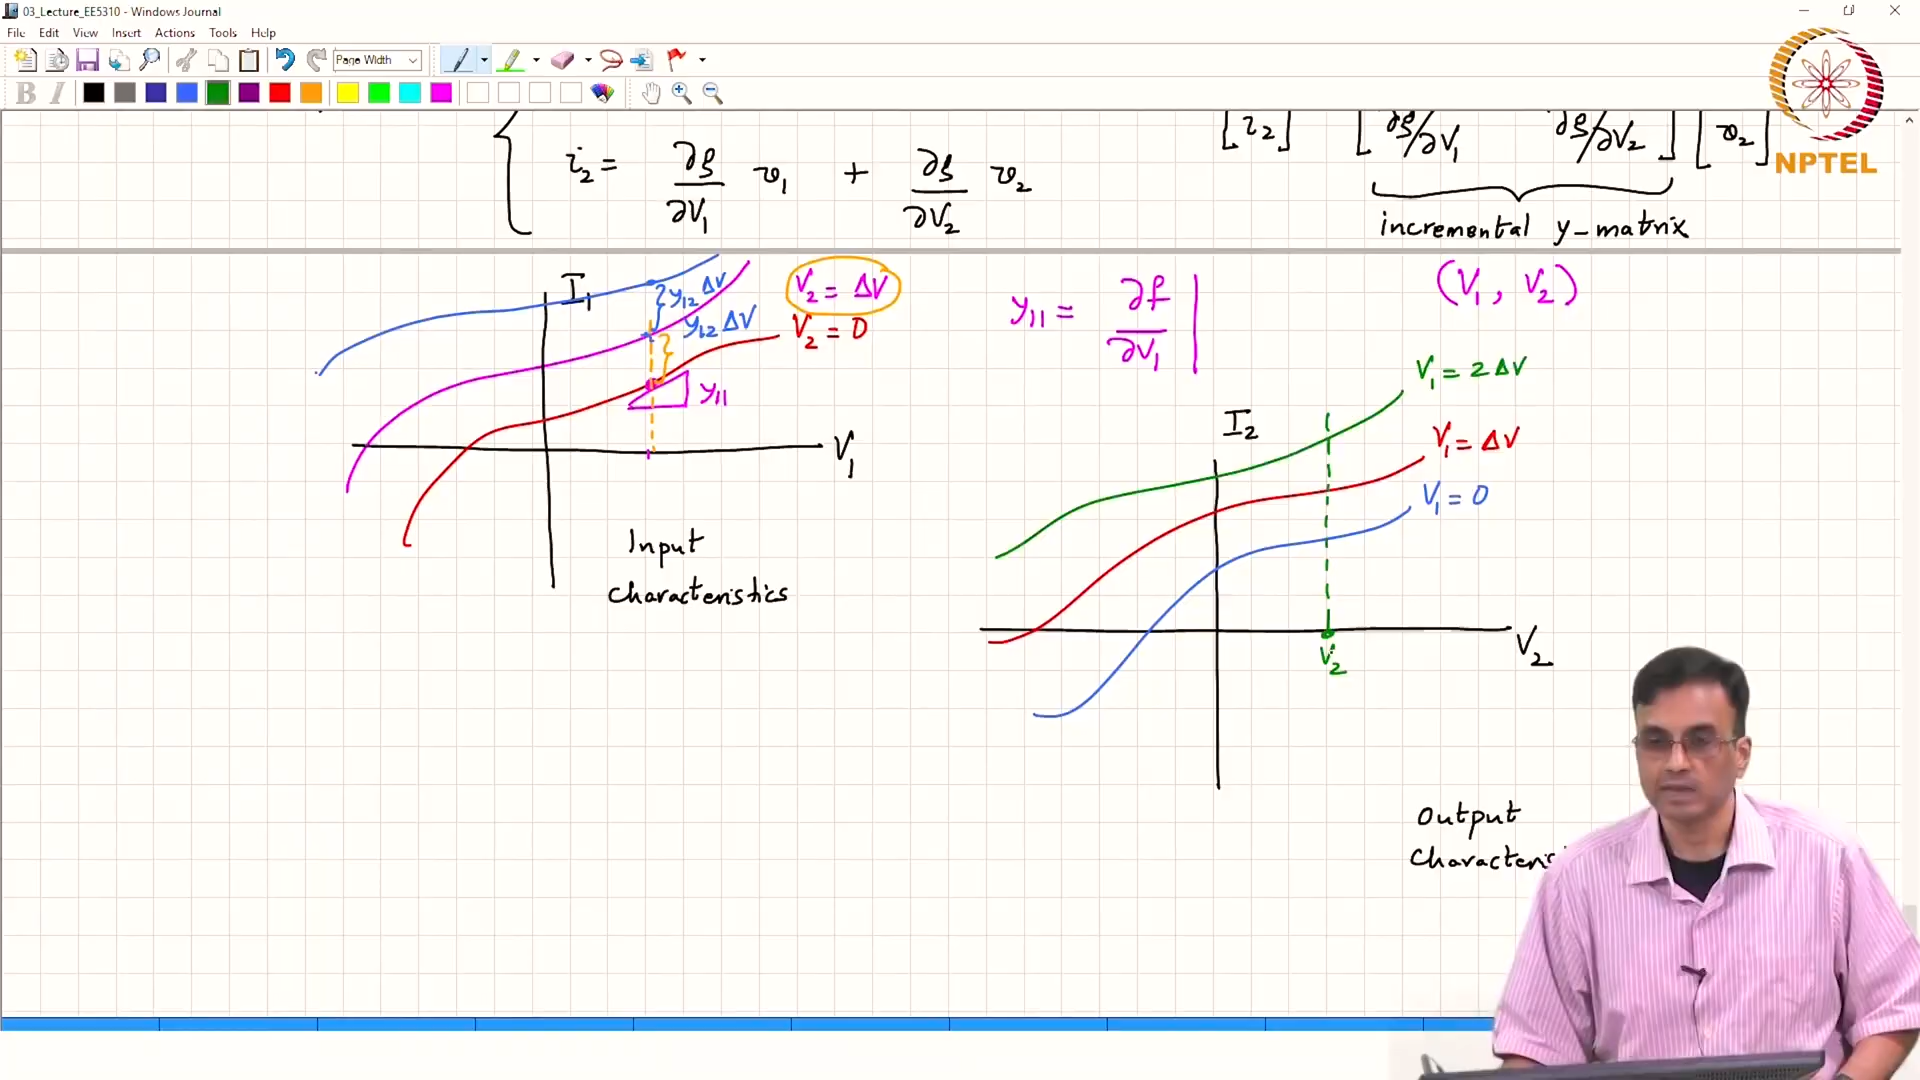 03_Lecture_EE5310 - Windows Journal
File Edit View Insert Actions Tools Help
Page Width
B I
NPTEL
i₂ = ∂g/∂V₁ v₁ + ∂g/∂V₂ v₂
[i₂] [∂g/∂V₁ ∂g/∂V₂] [v₂]
incremental y-matrix
I₁
y₁₂ ΔV
y₁₂ ΔV
V₂ = ΔV
V₂ = 0
y₁₁
V₁
Input
characteristics
y₁₁ = ∂f/∂V₁ |
(V₁, V₂)
I₂
V₁ = 2ΔV
V₁ = ΔV
V₁ = 0
V₂
V₂
Output